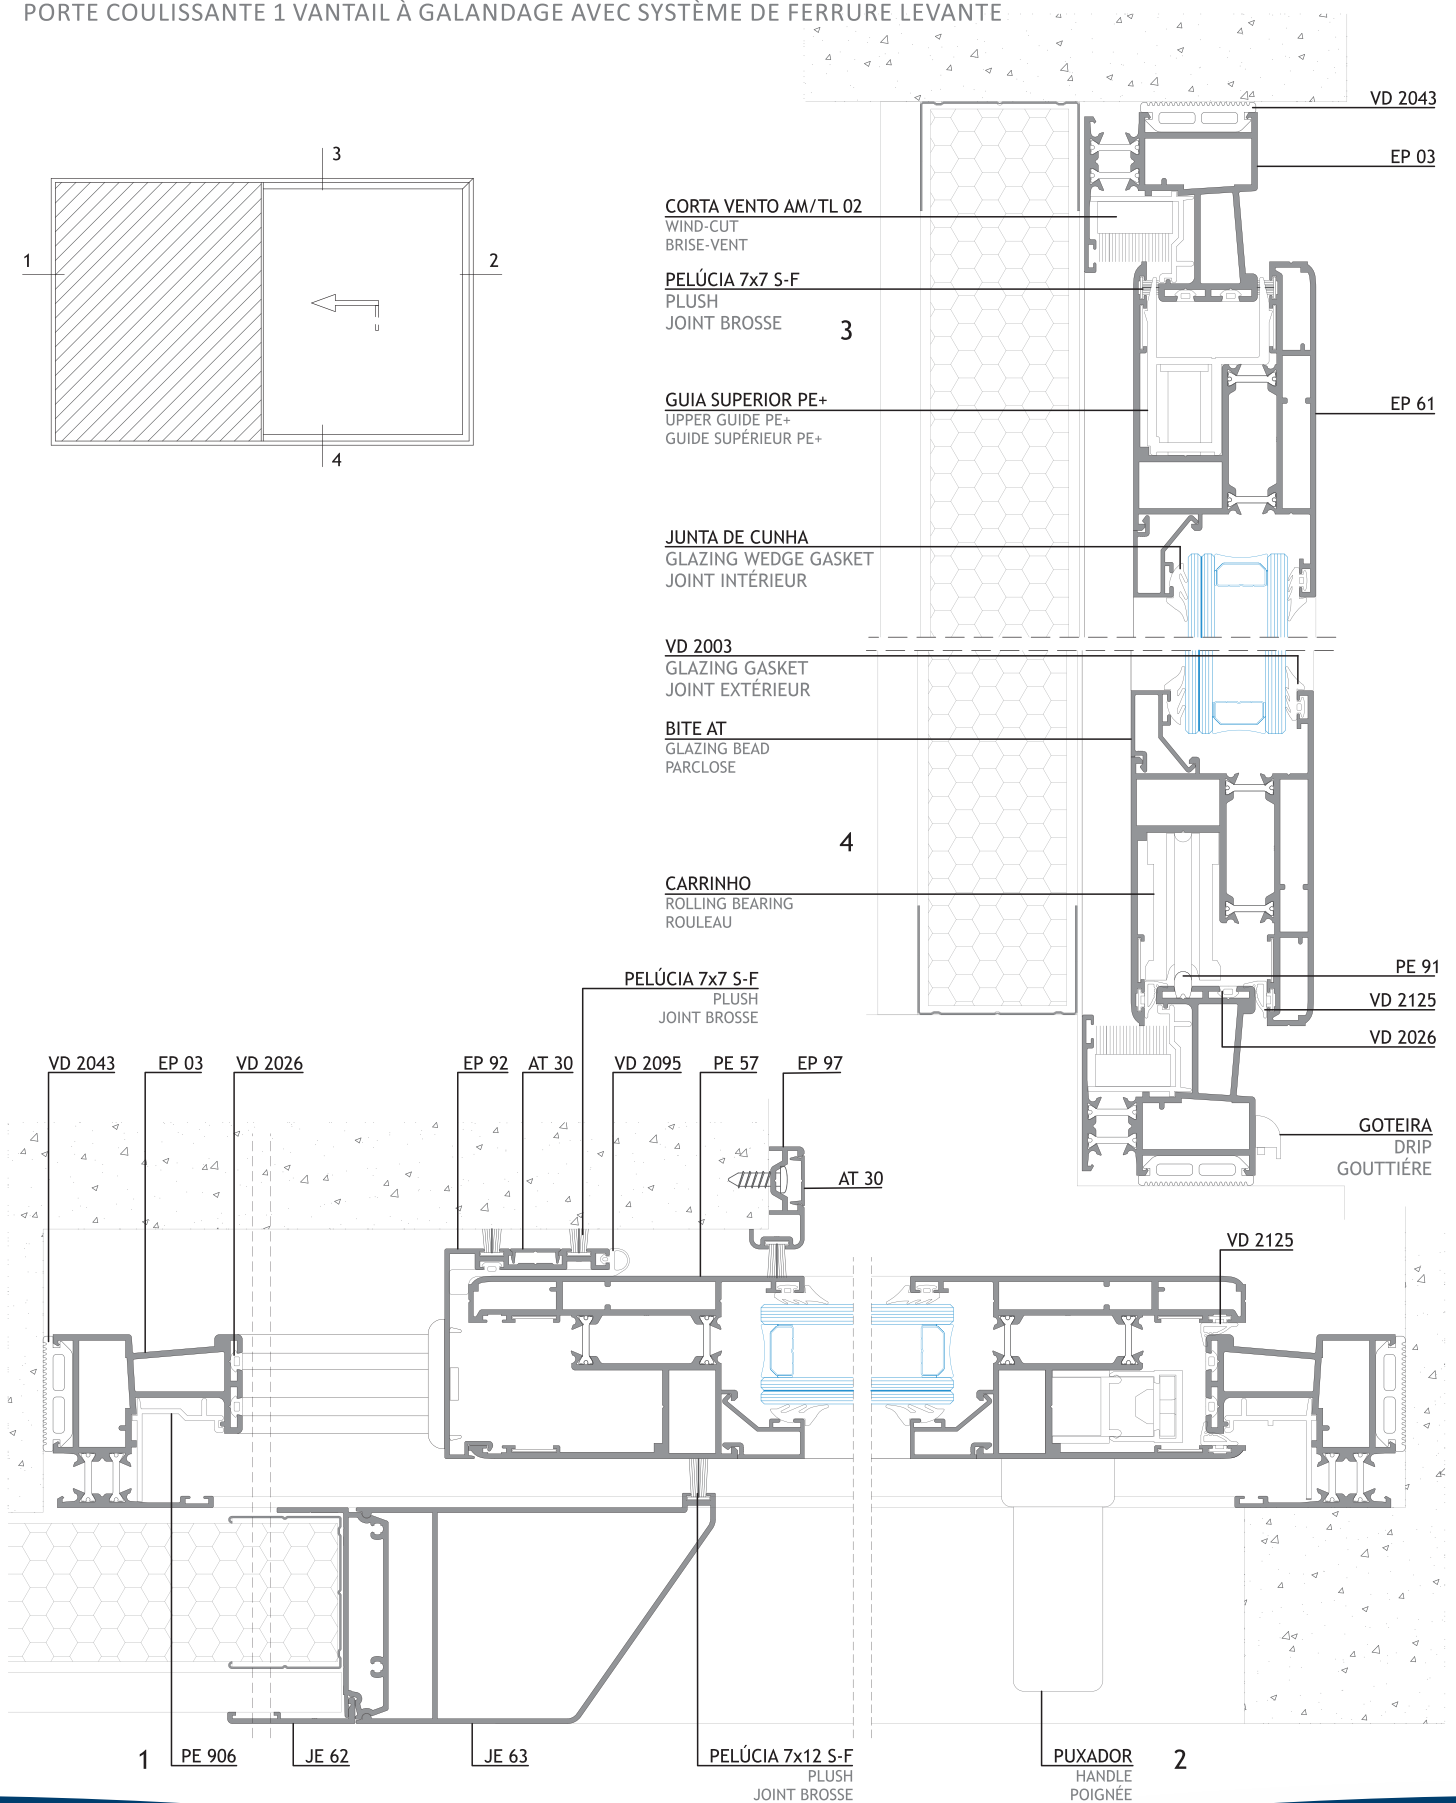 PORTE COULISSANTE 1 VANTAIL À GALANDAGE AVEC SYSTÈME DE FERRURE LEVANTE
3
1
2
4
VD 2043
EP 03
CORTA VENTO AM/TL 02
WIND-CUT
BRISE-VENT
PELÚCIA 7x7 S-F
PLUSH
JOINT BROSSE
3
GUIA SUPERIOR PE+
UPPER GUIDE PE+
GUIDE SUPÉRIEUR PE+
EP 61
JUNTA DE CUNHA
GLAZING WEDGE GASKET
JOINT INTÉRIEUR
VD 2003
GLAZING GASKET
JOINT EXTÉRIEUR
BITE AT
GLAZING BEAD
PARCLOSE
4
CARRINHO
ROLLING BEARING
ROULEAU
PE 91
VD 2125
VD 2026
GOTEIRA
DRIP
GOUTTIÉRE
PELÚCIA 7x7 S-F
PLUSH
JOINT BROSSE
VD 2043
EP 03
VD 2026
EP 92
AT 30
VD 2095
PE 57
EP 97
AT 30
VD 2125
1
PE 906
JE 62
JE 63
PELÚCIA 7x12 S-F
PLUSH
JOINT BROSSE
PUXADOR
HANDLE
POIGNÉE
2